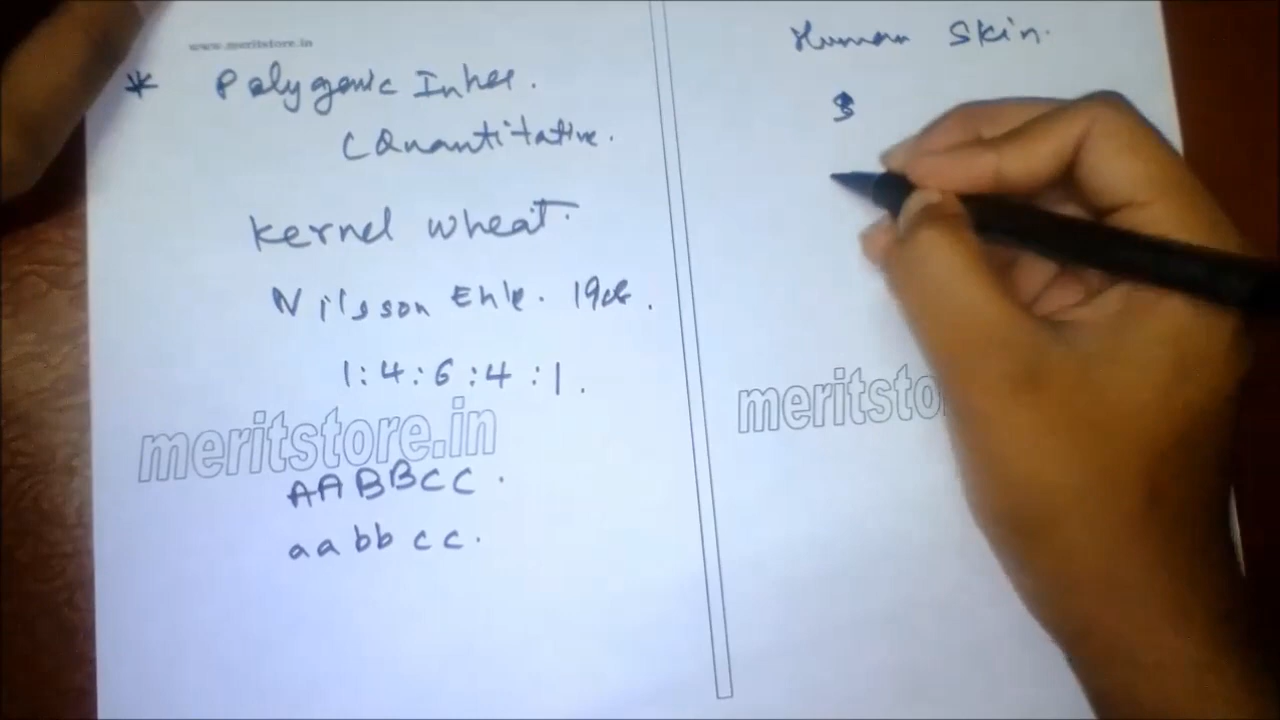 www.meritstore.in
* Polygenic Inher.
(Quantitative.
Kernel wheat.
Nilsson Ehle. 1908.
1:4:6:4:1.
meritstore.in
AABBCC.
aabbcc.
Human Skin.
meritsto